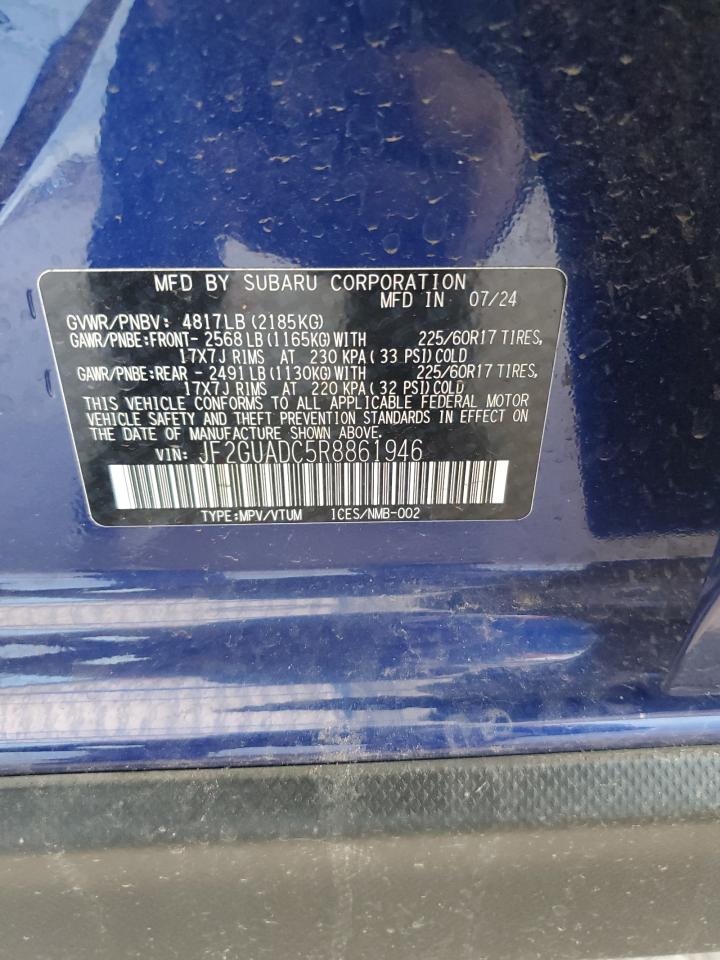 MFD BY SUBARU CORPORATION
MFD IN 07/24
GVWR/PNBV: 4817LB (2185KG)
GAWR/PNBE:FRONT- 2568 LB (1165KG) WITH 225/60R17 TIRES,
17X7J RIMS AT 230 KPA ( 33 PSI) COLD
GAWR/PNBE:REAR - 2491 LB (1130KG) WITH 225/60R17 TIRES,
17X7J RIMS AT 220 KPA ( 32 PSI) COLD.
THIS VEHICLE CONFORMS TO ALL APPLICABLE FEDERAL MOTOR
VEHICLE SAFETY AND THEFT PREVENTION STANDARDS IN EFFECT ON
THE DATE OF MANUFACTURE SHOWN ABOVE.
VIN: JF2GUADC5R8861946
TYPE:MPV/VTUM 1CES/NMB-002